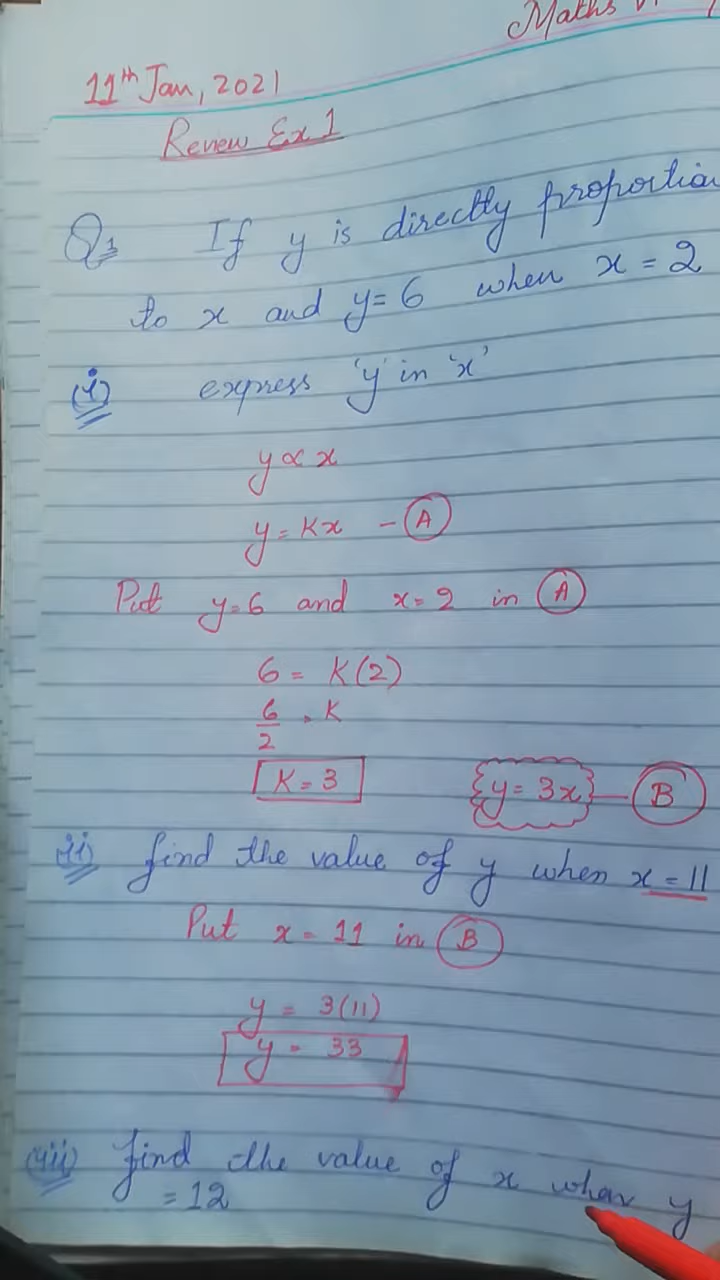 Maths
11th Jan, 2021
Review Ex 1
Q1 If y is directly proportion
to x and y=6 when x=2
(i) express 'y' in 'x'
y ∝ x
y = Kx - (A)
Put y=6 and x=2 in (A)
6 = K(2)
6/2 = K
K = 3 y = 3x — (B)
ii) find the value of y when x = 11
Put x = 11 in (B)
y = 3(11)
y = 33
(iii) find the value of x when y
= 12